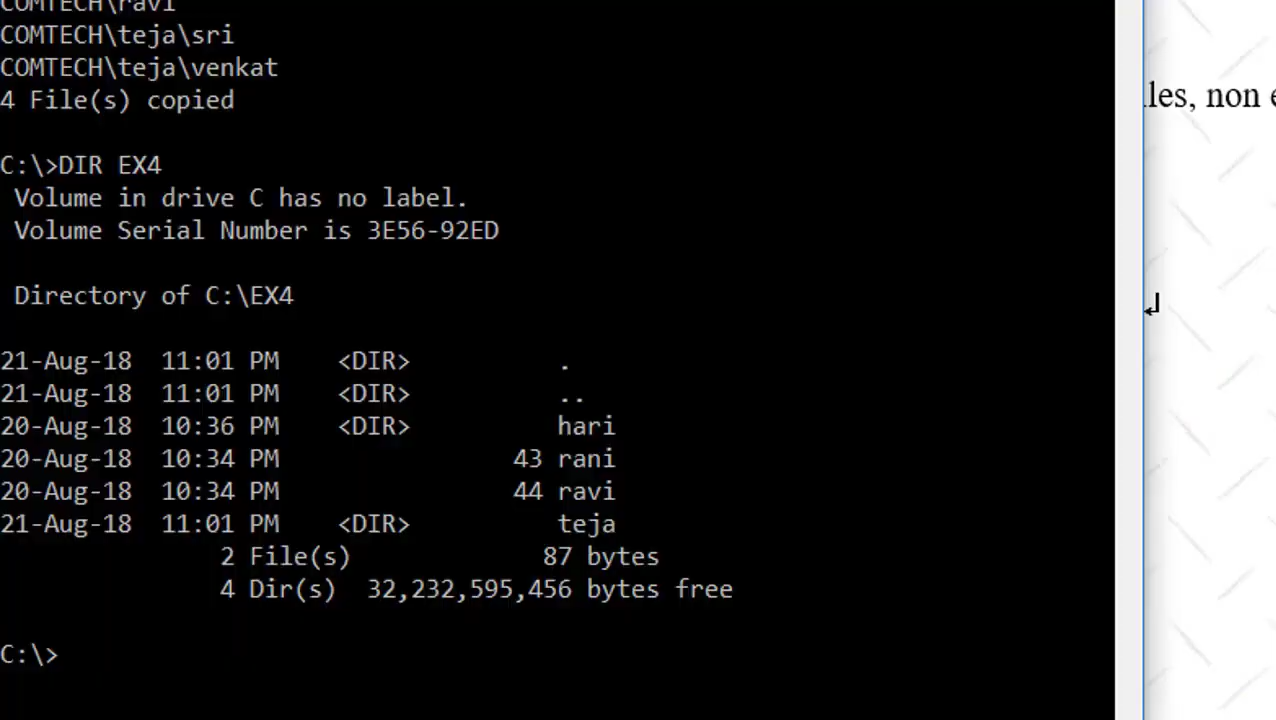 COMTECH\ravi
COMTECH\teja\sri
COMTECH\teja\venkat
4 File(s) copied
C:\>DIR EX4
 Volume in drive C has no label.
 Volume Serial Number is 3E56-92ED
 Directory of C:\EX4
21-Aug-18  11:01 PM    <DIR>          .
21-Aug-18  11:01 PM    <DIR>          ..
20-Aug-18  10:36 PM    <DIR>          hari
20-Aug-18  10:34 PM                43 rani
20-Aug-18  10:34 PM                44 ravi
21-Aug-18  11:01 PM    <DIR>          teja
               2 File(s)             87 bytes
               4 Dir(s)  32,232,595,456 bytes free
C:\>
non